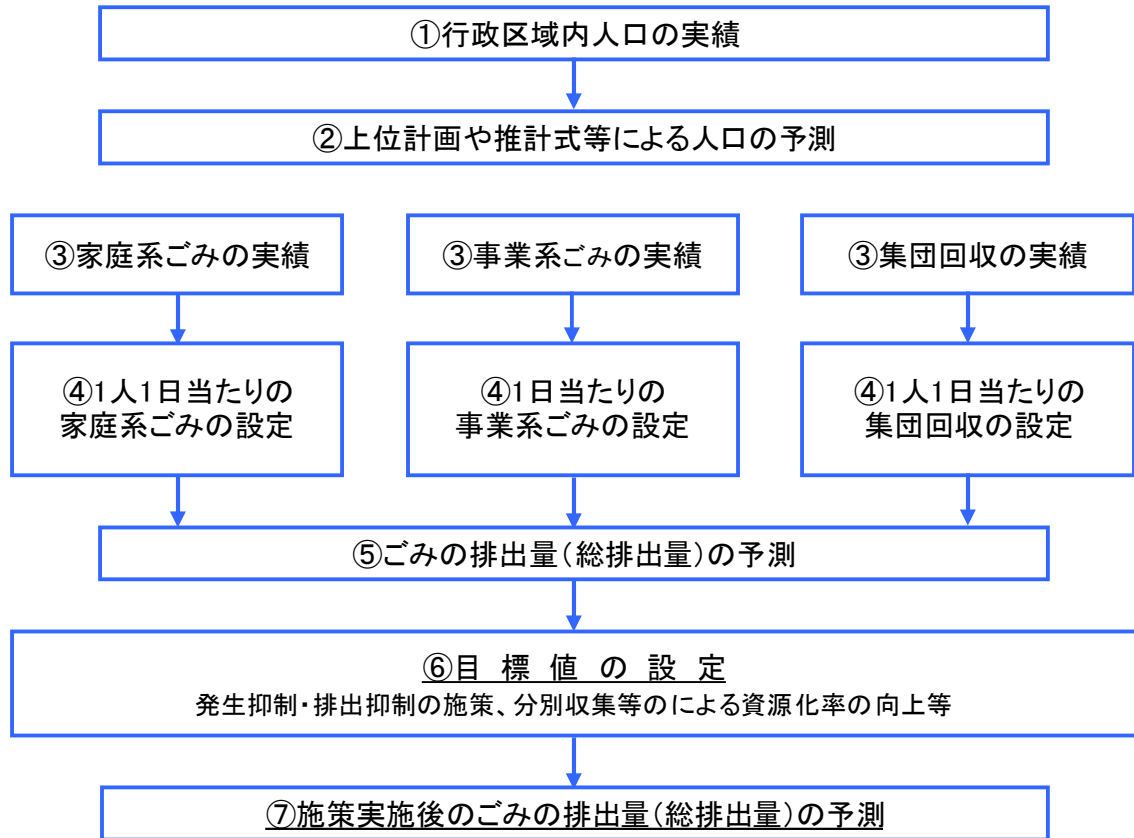 ①行政区域内人口の実績
②上位計画や推計式等による人口の予測
③家庭系ごみの実績
③事業系ごみの実績
③集団回収の実績
④1人1日当たりの
家庭系ごみの設定
④1日当たりの
事業系ごみの設定
④1人1日当たりの
集団回収の設定
⑤ごみの排出量(総排出量)の予測
⑥目 標 値 の 設 定
発生抑制・排出抑制の施策、分別収集等のによる資源化率の向上等
⑦施策実施後のごみの排出量(総排出量)の予測